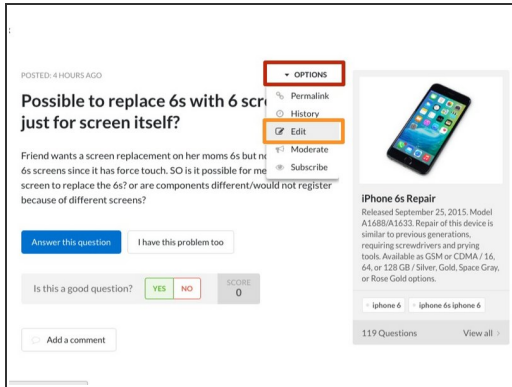 POSTED: 4 HOURS AGO
OPTIONS
Permalink
History
Edit
Moderate
Subscribe
Possible to replace 6s with 6 scre
just for screen itself?
Friend wants a screen replacement on her moms 6s but no
6s screens since it has force touch. SO is it possible for me
screen to replace the 6s? or are components different/would not register
because of different screens?
Answer this question
I have this problem too
Is this a good question?
YES
NO
SCORE
0
Add a comment
iPhone 6s Repair
Released September 25, 2015. Model
A1688/A1633. Repair of this device is
similar to previous generations,
requiring screwdrivers and prying
tools. Available as GSM or CDMA / 16,
64, or 128 GB / Silver, Gold, Space Gray,
or Rose Gold options.
iphone 6
iphone 6s iphone 6
119 Questions
View all